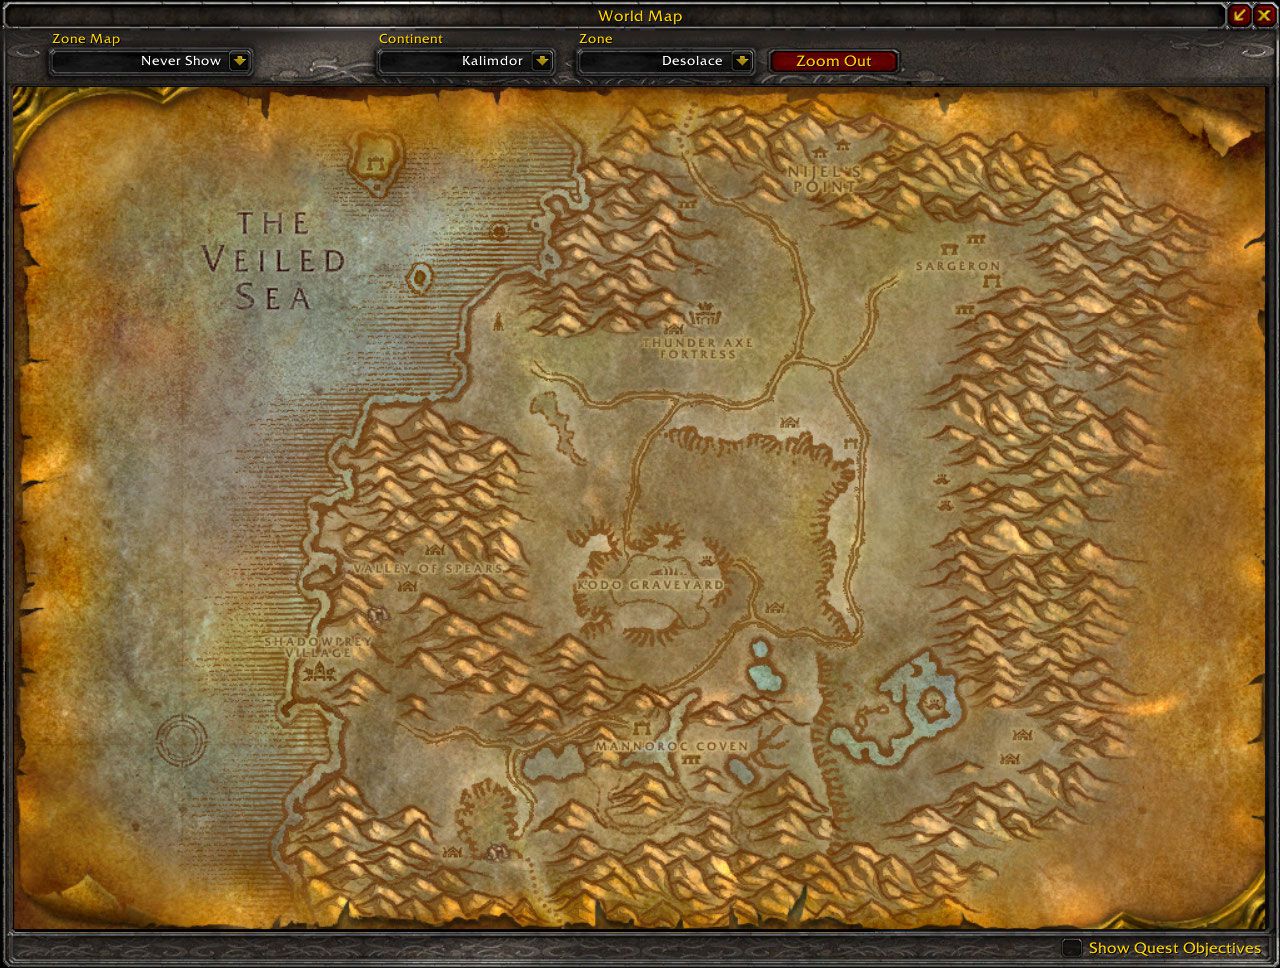 World Map
Zone Map
Continent
Zone
Never Show
Kalimdor
Desolace
Zoom Out
NIJEL'S
POINT
THE
VEILED
SEA
SARGERON
THUNDER AXE
FORTRESS
VALLEY OF SPEARS
KODO GRAVEYARD
SHADOWPREY
VILLAGE
MANNOROC COVEN
Show Quest Objectives